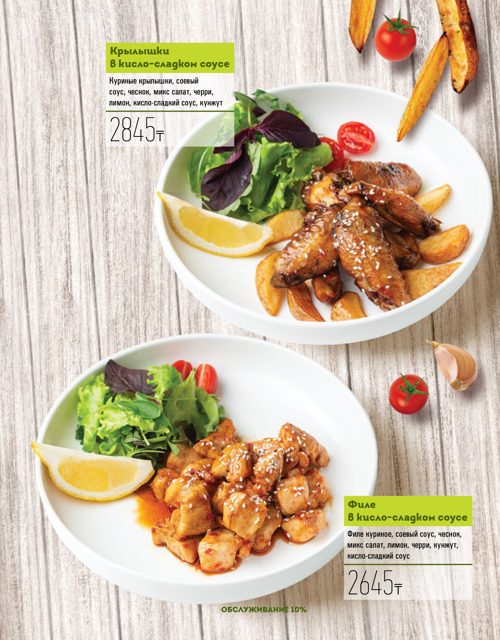 Крылышки
в кисло-сладком соусе
Куриные крылышки, соевый
соус, чеснок, микс салат, черри,
лимон, кисло-сладкий соус, кунжут
2845₸
Филе
в кисло-сладком соусе
Филе куриное, соевый соус, чеснок,
микс салат, лимон, черри, кунжут,
кисло-сладкий соус
2645₸
ОБСЛУЖИВАНИЕ 10%